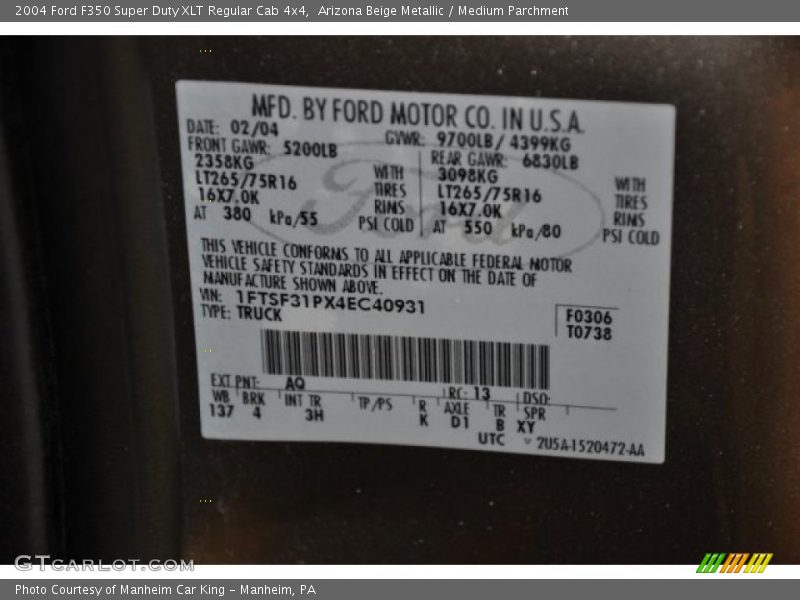 2004 Ford F350 Super Duty XLT Regular Cab 4x4,  Arizona Beige Metallic / Medium Parchment
MFD. BY FORD MOTOR CO. IN U.S.A.
DATE: 02/04 GVWR: 9700LB/ 4399KG
FRONT GAWR: 5200LB REAR GAWR: 6830LB
2358KG WITH 3098KG WITH
LT265/75R16 TIRES LT265/75R16 TIRES
16X7.0K RIMS 16X7.0K RIMS
AT 380 kPa/55 PSI COLD AT 550 kPa/80 PSI COLD
Ford
THIS VEHICLE CONFORMS TO ALL APPLICABLE FEDERAL MOTOR
VEHICLE SAFETY STANDARDS IN EFFECT ON THE DATE OF
MANUFACTURE SHOWN ABOVE.
VIN: 1FTSF31PX4EC40931
TYPE: TRUCK
F0306
T0738
EXT PNT: AQ RC: 13 DSO:
WB BRK INT TR TP/PS R AXLE TR SPR
137 4 3H K D1 B XY
UTC 2U5A-1520472-AA
GTCARLOT.COM
Photo Courtesy of Manheim Car King – Manheim, PA